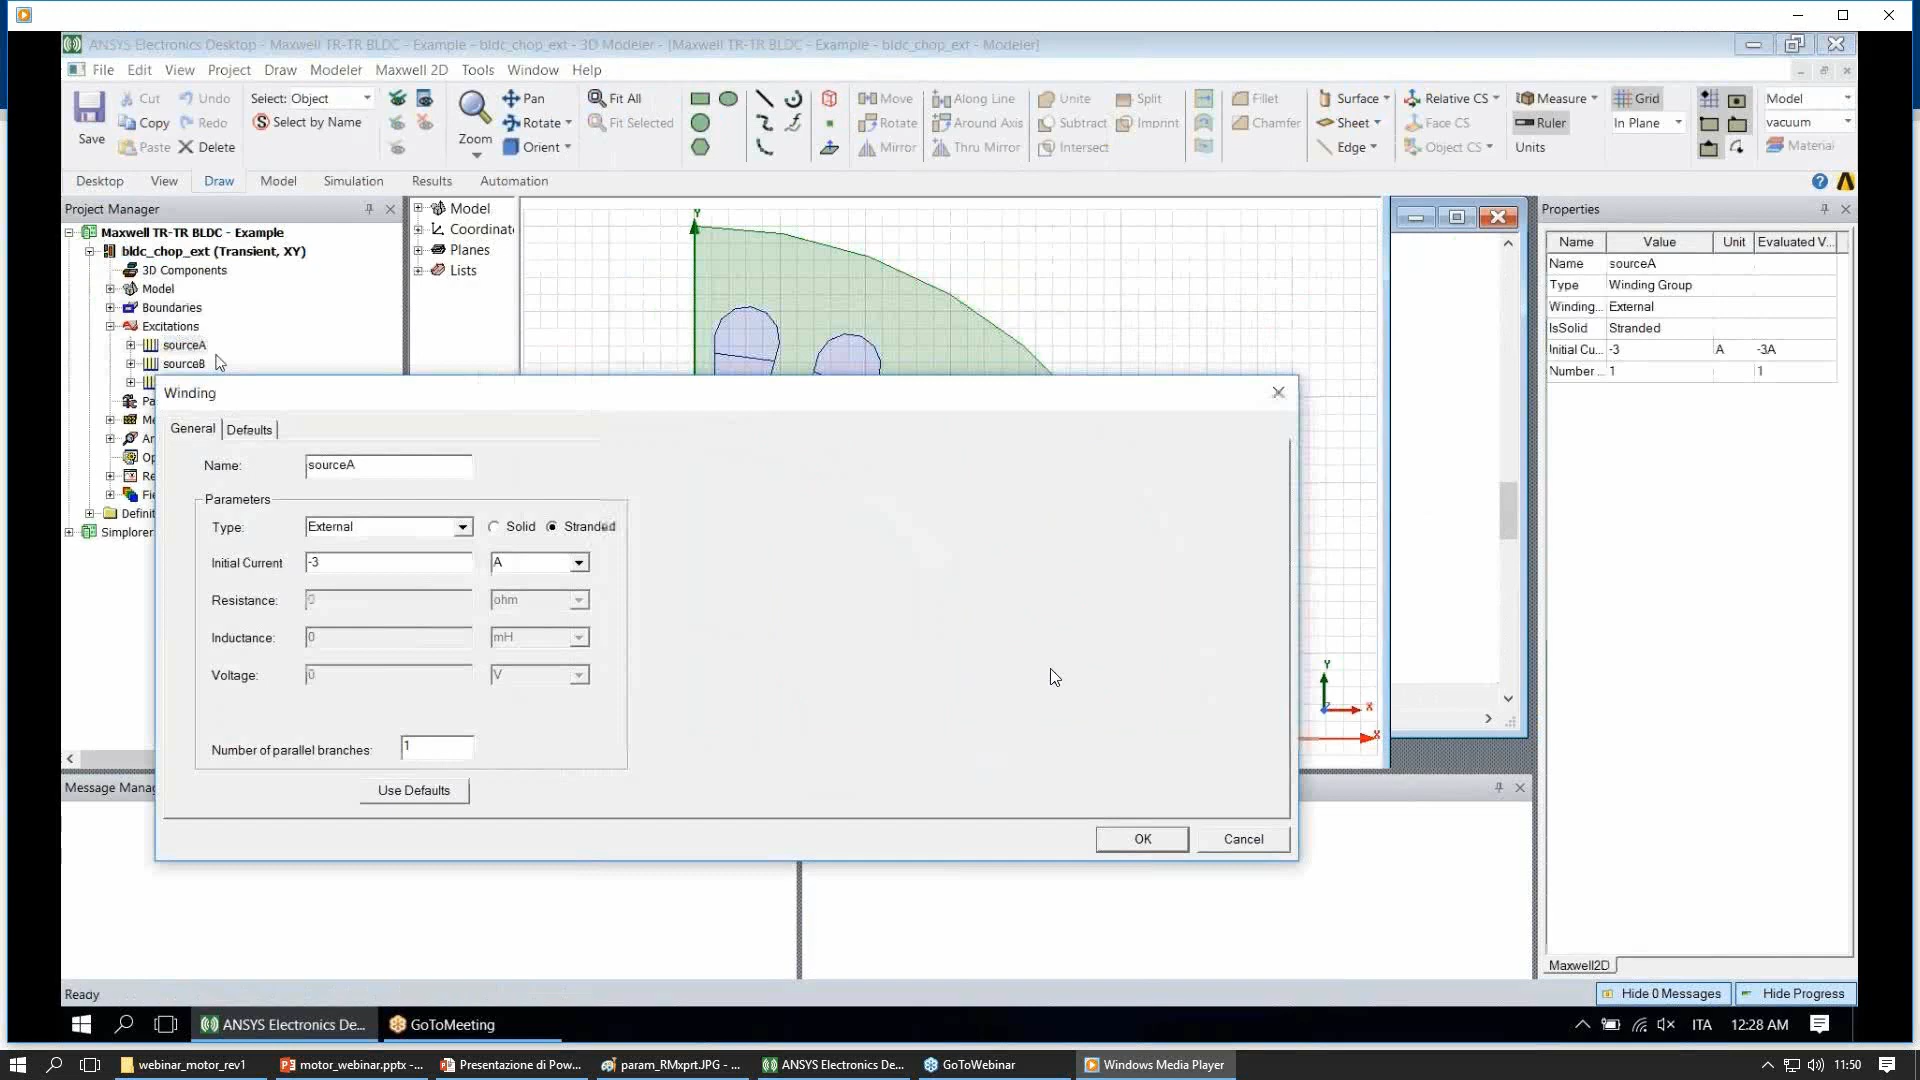 ANSYS Electronics Desktop - Maxwell TR-TR BLDC - Example - bldc_chop_ext - 3D Modeler - [Maxwell TR-TR BLDC - Example - bldc_chop_ext - Modeler]
File Edit View Project Draw Modeler Maxwell 2D Tools Window Help
Save
Cut
Copy
Paste
Undo
Redo
Delete
Select: Object
Select by Name
Zoom
Pan
Rotate
Orient
Fit All
Fit Selected
Move
Rotate
Mirror
Along Line
Around Axis
Thru Mirror
Unite
Subtract
Intersect
Split
Imprint
Fillet
Chamfer
Surface
Sheet
Edge
Relative CS
Face CS
Object CS
Measure
Ruler
Units
Grid
In Plane
Model
vacuum
Material
Desktop View Draw Model Simulation Results Automation
Project Manager
Maxwell TR-TR BLDC - Example
bldc_chop_ext (Transient, XY)
3D Components
Model
Boundaries
Excitations
sourceA
sourceB
Pa
Me
An
Op
Re
Fie
Definit
Simplorer
Model
Coordinat
Planes
Lists
Y
Y
X
X
Winding
General Defaults
Name: sourceA
Parameters
Type: External Solid Stranded
Initial Current -3 A
Resistance: 0 ohm
Inductance: 0 mH
Voltage: 0 V
Number of parallel branches: 1
Use Defaults
OK Cancel
Properties
Name Value Unit Evaluated V...
Name sourceA
Type Winding Group
Winding... External
IsSolid Stranded
Initial Cu... -3 A -3A
Number ... 1 1
Maxwell2D
Message Manag
Ready
Hide 0 Messages Hide Progress
ANSYS Electronics De... GoToMeeting ITA 12:28 AM
webinar_motor_rev1 motor_webinar.pptx -... Presentazione di Pow... param_RMxprt.JPG - ... ANSYS Electronics De... GoToWebinar Windows Media Player 11:50